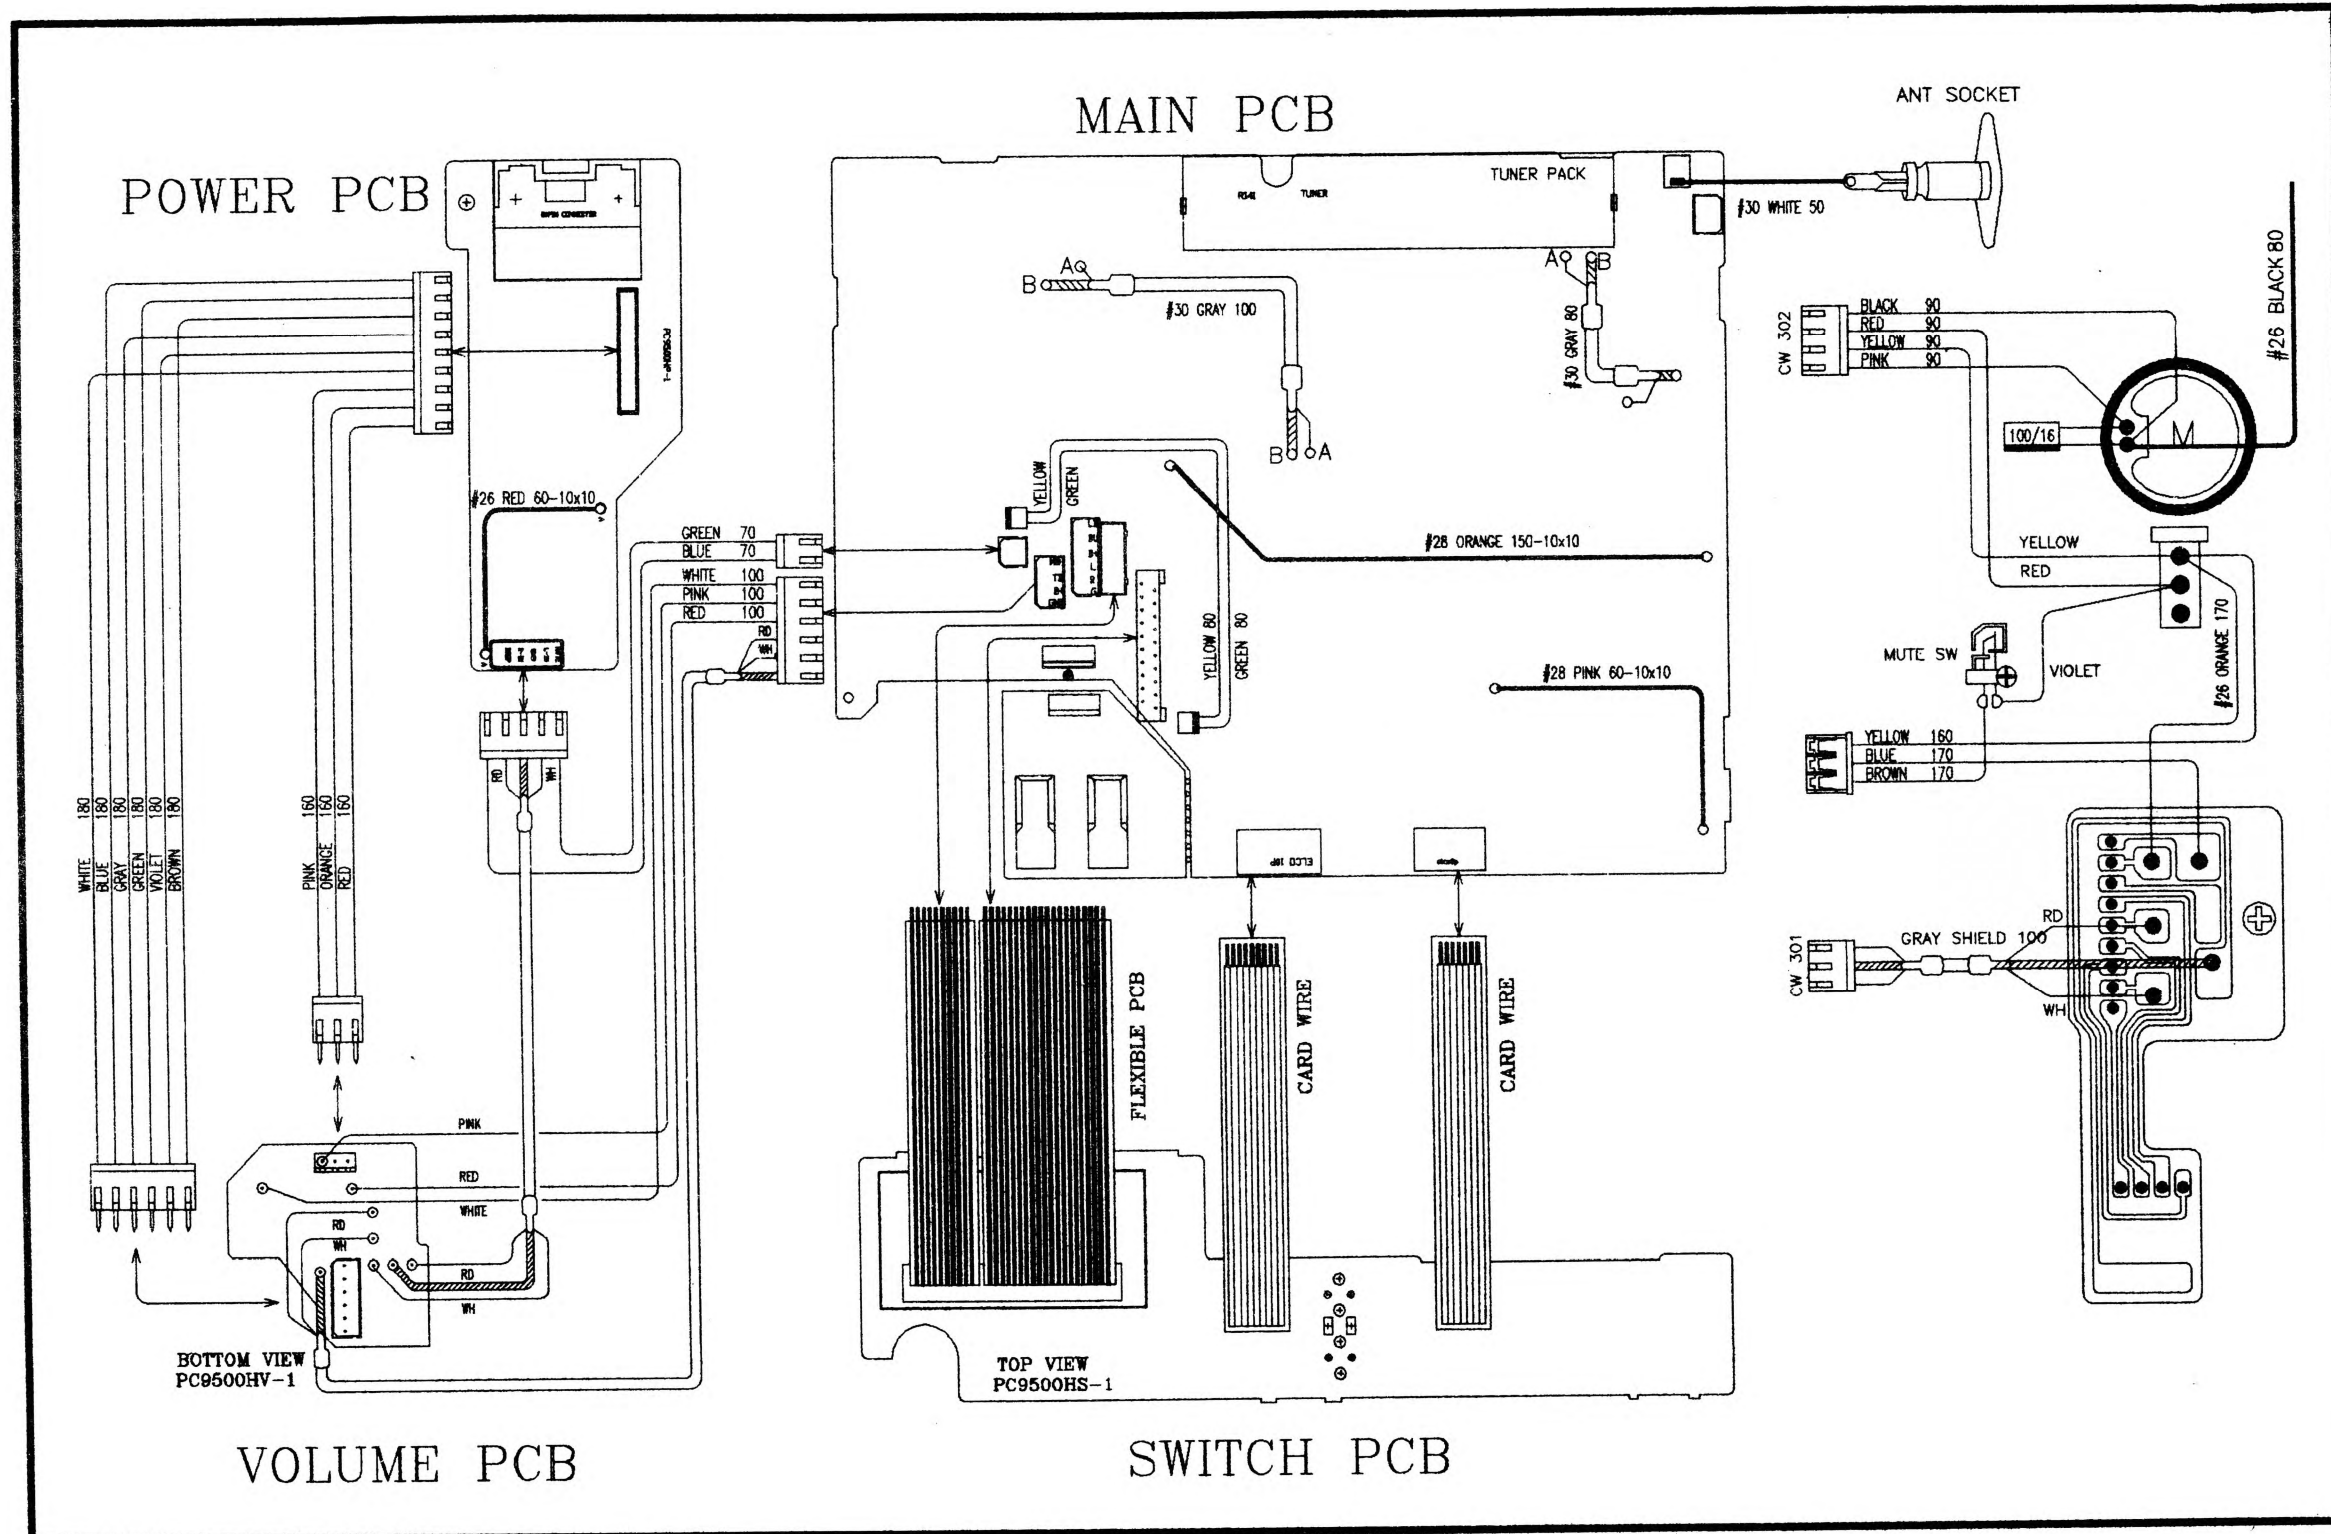 MAIN PCB
ANT SOCKET
POWER PCB
TUNER PACK
R341
TUNER
#30 WHITE 50
#26 BLACK 80
A
B
#30 GRAY 100
A
B
#30 GRAY 80
B
A
CW 302
BLACK 90
RED 90
YELLOW 90
PINK 90
100/16
M
#26 RED 60-10x10
YELLOW
GREEN
GREEN 70
BLUE 70
WHITE 100
PINK 100
RED 100
RD
WH
#28 ORANGE 150-10x10
YELLOW
RED
YELLOW 80
GREEN 80
#28 PINK 60-10x10
MUTE SW
VIOLET
#26 ORANGE 170
YELLOW 160
BLUE 170
BROWN 170
RD
WH
WHITE 180
BLUE 180
GRAY 180
GREEN 180
VIOLET 180
BROWN 180
PINK 160
ORANGE 160
RED 160
ELCO 18P
RD
GRAY SHIELD 100
CW 301
WH
FLEXIBLE PCB
CARD WIRE
CARD WIRE
PINK
RED
WHITE
RD
WH
RD
WH
BOTTOM VIEW
PC9500HV-1
TOP VIEW
PC9500HS-1
VOLUME PCB
SWITCH PCB
PC9500HP-1